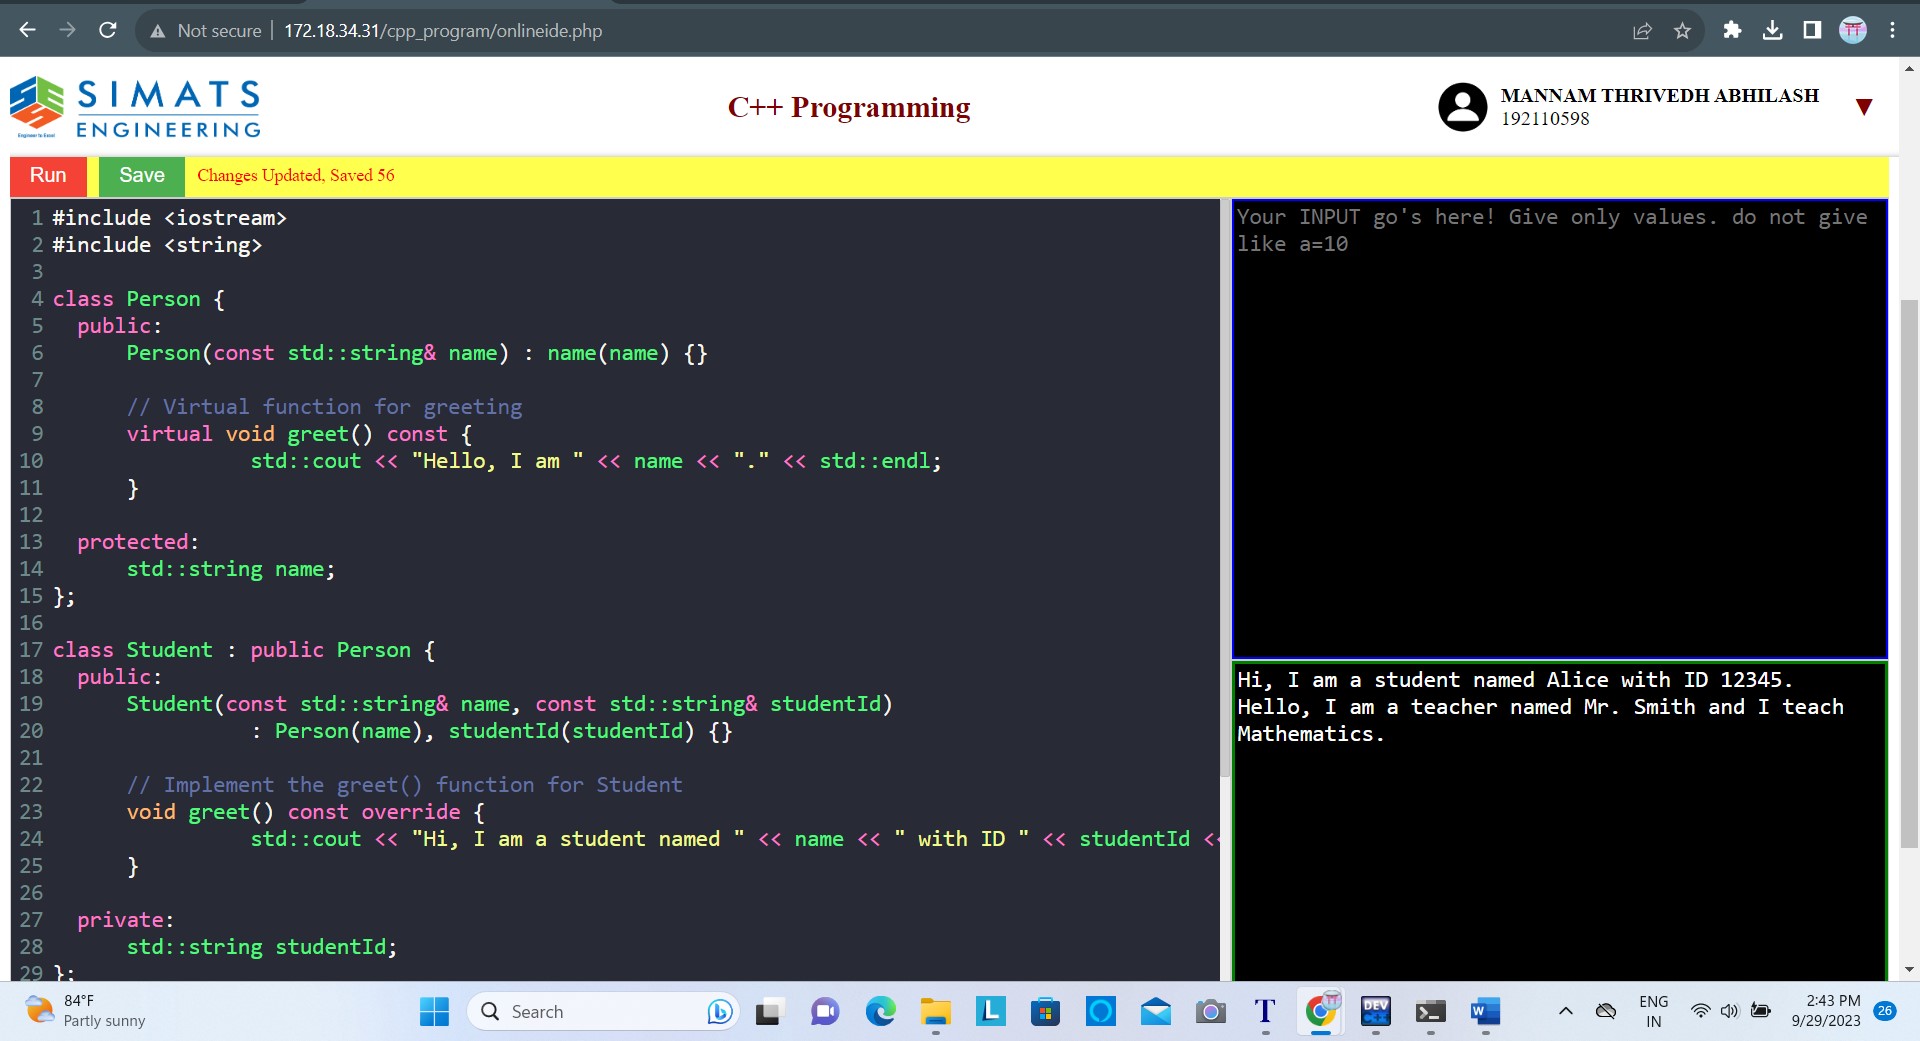 Not secure 172.18.34.31/cpp_program/onlineide.php
SIMATS
ENGINEERING
Engineer to Excel
C++ Programming
MANNAM THRIVEDH ABHILASH
192110598
Run Save Changes Updated, Saved 56
1 #include <iostream>
2 #include <string>
3
4 class Person {
5 public:
6 Person(const std::string& name) : name(name) {}
7
8 // Virtual function for greeting
9 virtual void greet() const {
10 std::cout << "Hello, I am " << name << "." << std::endl;
11 }
12
13 protected:
14 std::string name;
15 };
16
17 class Student : public Person {
18 public:
19 Student(const std::string& name, const std::string& studentId)
20 : Person(name), studentId(studentId) {}
21
22 // Implement the greet() function for Student
23 void greet() const override {
24 std::cout << "Hi, I am a student named " << name << " with ID " << studentId <<
25 }
26
27 private:
28 std::string studentId;
29 };
Your INPUT go's here! Give only values. do not give
like a=10
Hi, I am a student named Alice with ID 12345.
Hello, I am a teacher named Mr. Smith and I teach
Mathematics.
84°F
Partly sunny
Search
L
T
DEV
C++
W
ENG
IN
2:43 PM
9/29/2023
26